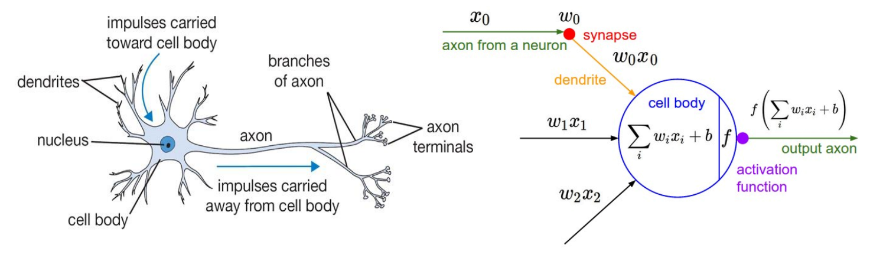 impulses carried
toward cell body
dendrites
nucleus
cell body
axon
impulses carried
away from cell body
branches
of axon
axon
terminals
x₀
w₀
axon from a neuron
synapse
w₀x₀
dendrite
cell body
w₁x₁
∑ᵢ wᵢxᵢ + b
f
w₂x₂
f(∑ᵢ wᵢxᵢ + b)
output axon
activation
function